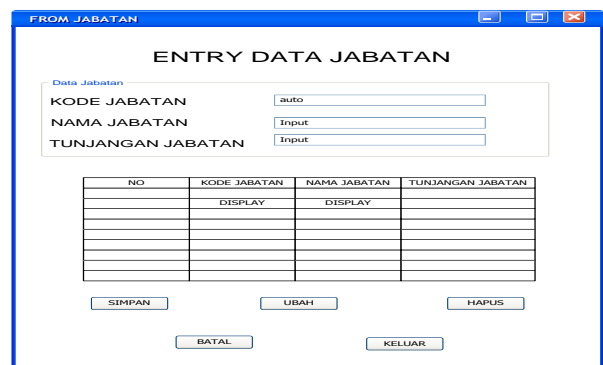 FROM JABATAN
ENTRY DATA JABATAN
Data Jabatan
KODE JABATAN auto
NAMA JABATAN Input
TUNJANGAN JABATAN Input
NO KODE JABATAN NAMA JABATAN TUNJANGAN JABATAN
DISPLAY DISPLAY
SIMPAN UBAH HAPUS
BATAL KELUAR